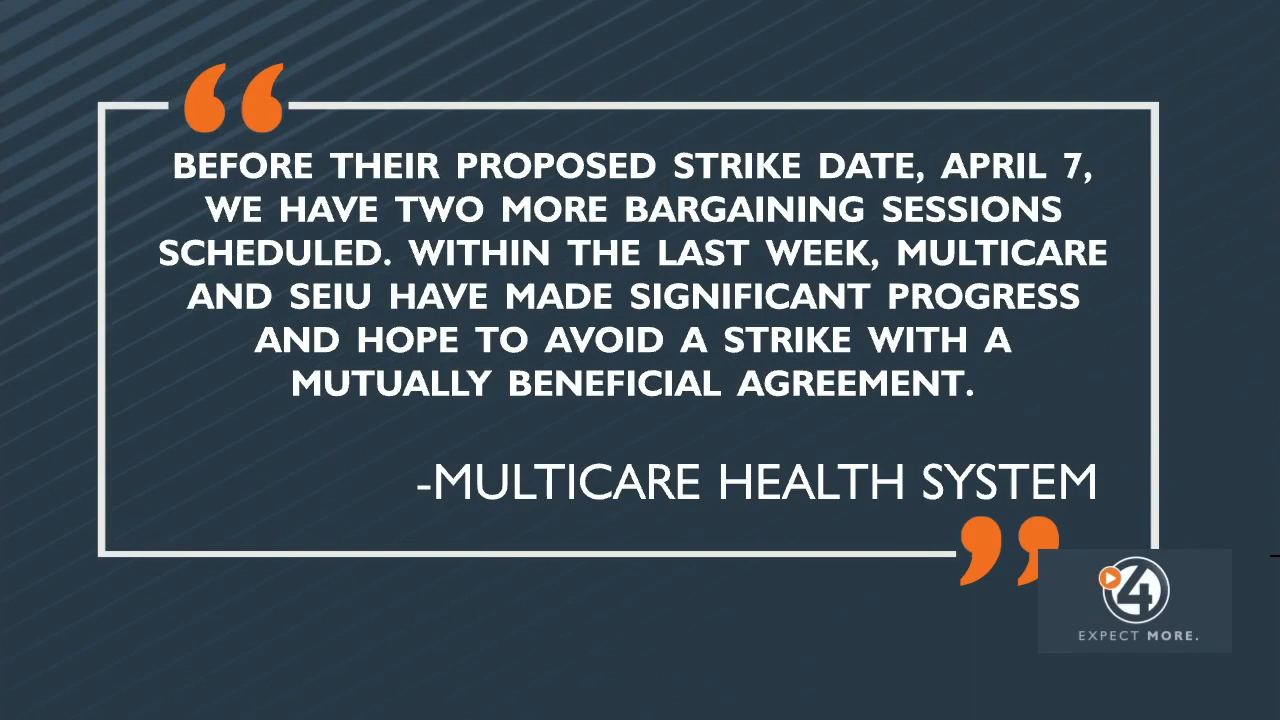 “
BEFORE THEIR PROPOSED STRIKE DATE, APRIL 7,
WE HAVE TWO MORE BARGAINING SESSIONS
SCHEDULED. WITHIN THE LAST WEEK, MULTICARE
AND SEIU HAVE MADE SIGNIFICANT PROGRESS
AND HOPE TO AVOID A STRIKE WITH A
MUTUALLY BENEFICIAL AGREEMENT.
-MULTICARE HEALTH SYSTEM
”
4
EXPECT MORE.